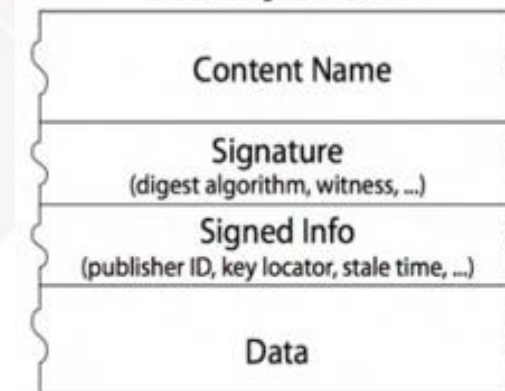 Content Name
Signature
(digest algorithm, witness, ...)
Signed Info
(publisher ID, key locator, stale time, ...)
Data